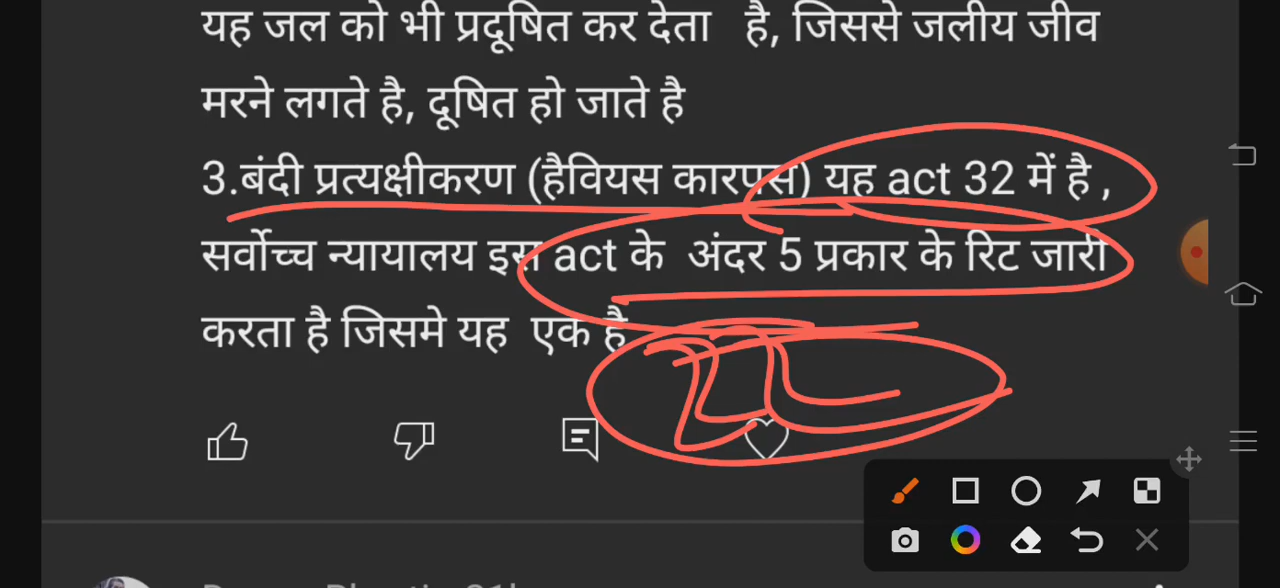 यह जल को भी प्रदूषित कर देता है, जिससे जलीय जीव
मरने लगते है, दूषित हो जाते है
3.बंदी प्रत्यक्षीकरण (हैवियस कारपस) यह act 32 में है ,
सर्वोच्च न्यायालय इस act के अंदर 5 प्रकार के रिट जारी
करता है जिसमे यह एक है